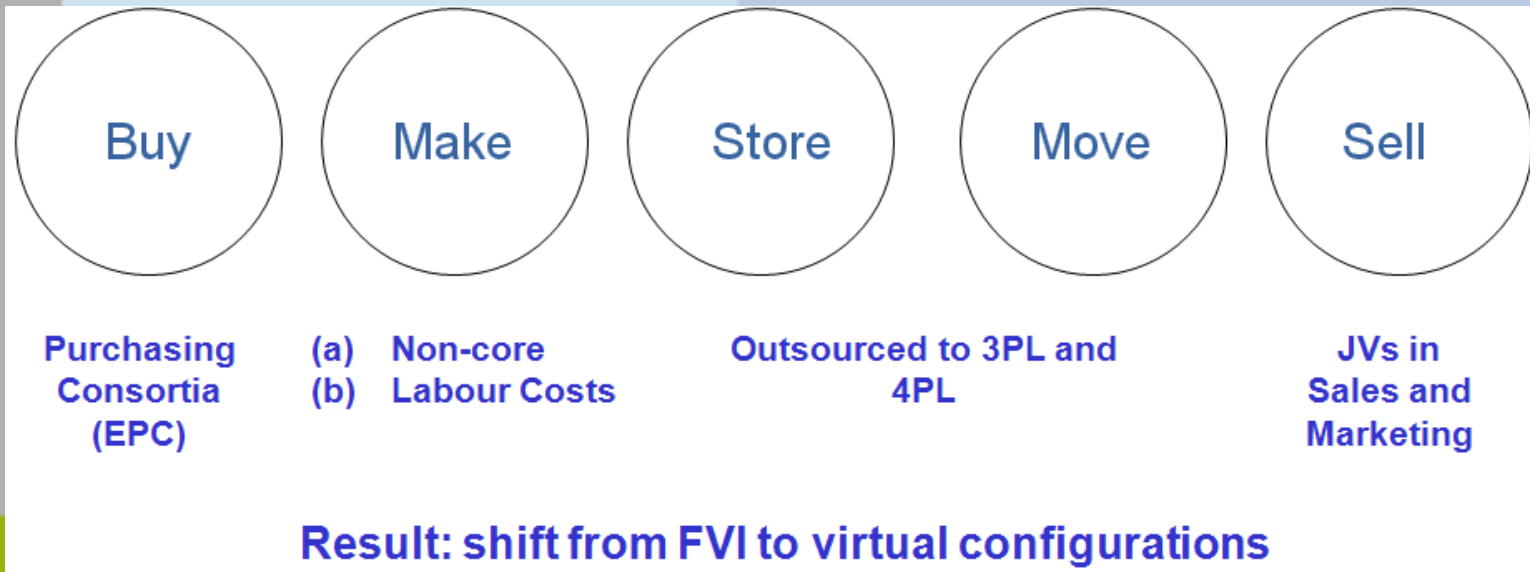 Buy
Make
Store
Move
Sell
Purchasing
Consortia
(EPC)
(a) Non-core
(b) Labour Costs
Outsourced to 3PL and
4PL
JVs in
Sales and
Marketing
Result: shift from FVI to virtual configurations